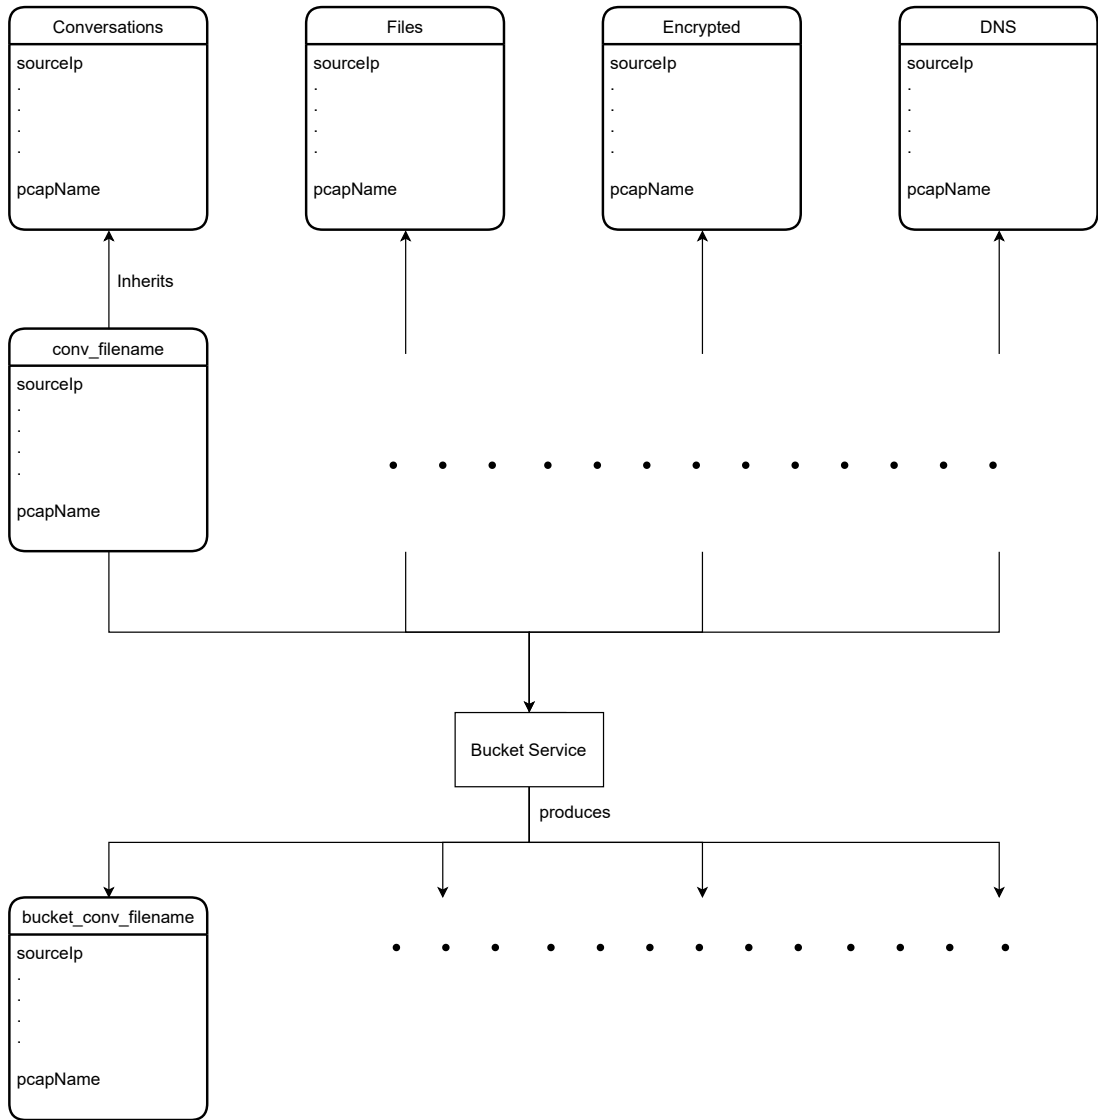 Conversations
sourceIp
.
.
.
.
pcapName
Files
sourceIp
.
.
.
.
pcapName
Encrypted
sourceIp
.
.
.
.
pcapName
DNS
sourceIp
.
.
.
.
pcapName
Inherits
conv_filename
sourceIp
.
.
.
.
pcapName
Bucket Service
produces
bucket_conv_filename
sourceIp
.
.
.
.
pcapName